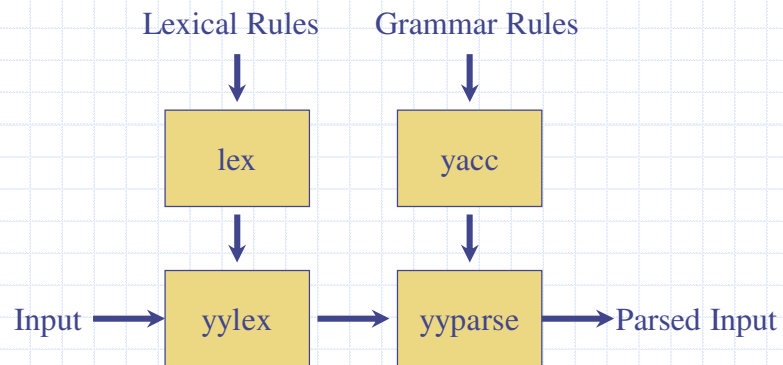 Lexical Rules Grammar Rules
lex yacc
Input yylex yyparse Parsed Input